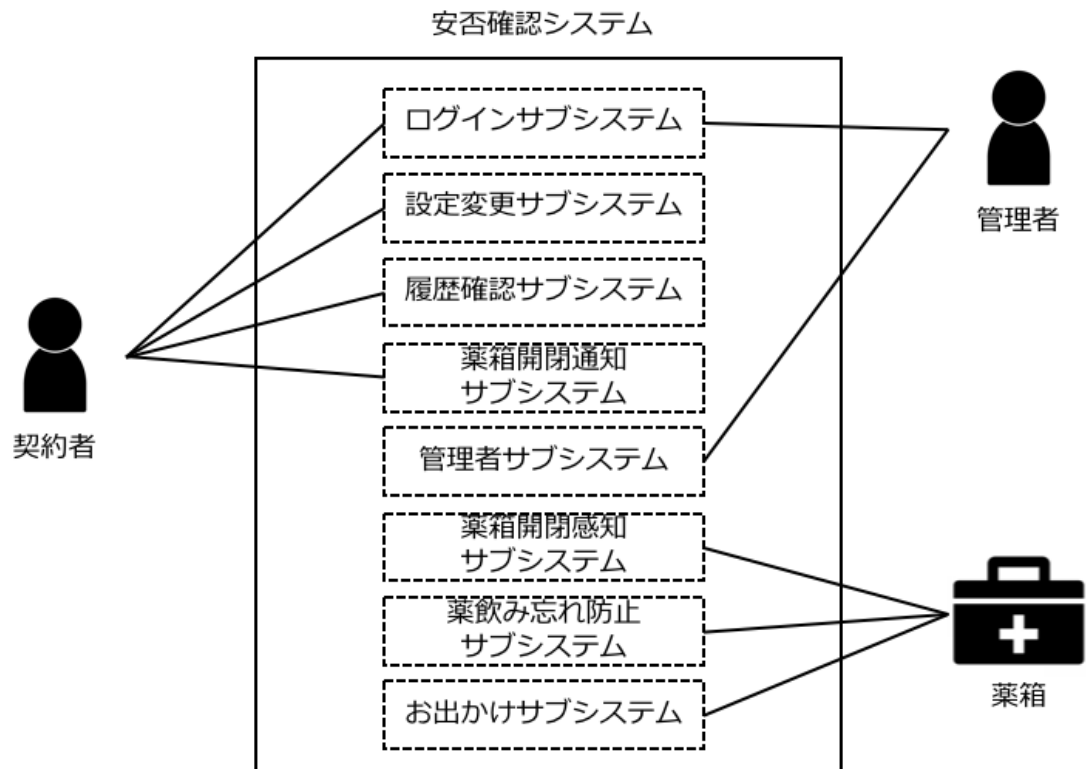 安否確認システム
ログインサブシステム
設定変更サブシステム
履歴確認サブシステム
薬箱開閉通知
サブシステム
管理者サブシステム
薬箱開閉感知
サブシステム
薬飲み忘れ防止
サブシステム
お出かけサブシステム
契約者
管理者
薬箱